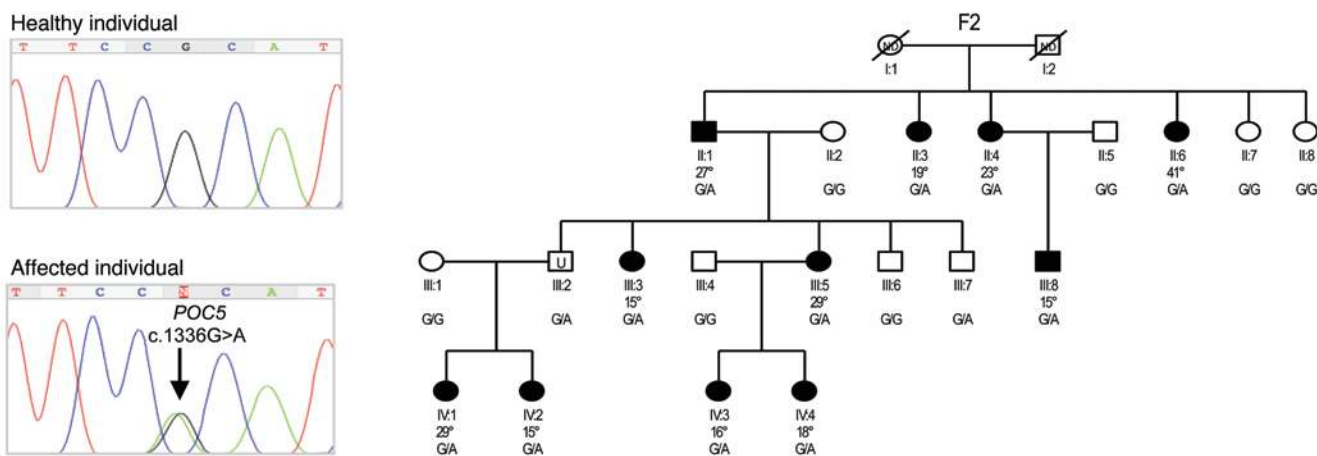 Healthy individual
T T C C G C A T
Affected individual
T T C C N C A T
POC5
c.1336G>A
F2
ND ND
I:1 I:2
II:1 II:2 II:3 II:4 II:5 II:6 II:7 II:8
27° 19° 23° 41°
G/A G/G G/A G/A G/G G/A G/G G/G
U
III:1 III:2 III:3 III:4 III:5 III:6 III:7 III:8
15° 29° 15°
G/G G/A G/A G/G G/A G/G G/A G/A
IV:1 IV:2 IV:3 IV:4
29° 15° 16° 18°
G/A G/A G/A G/A